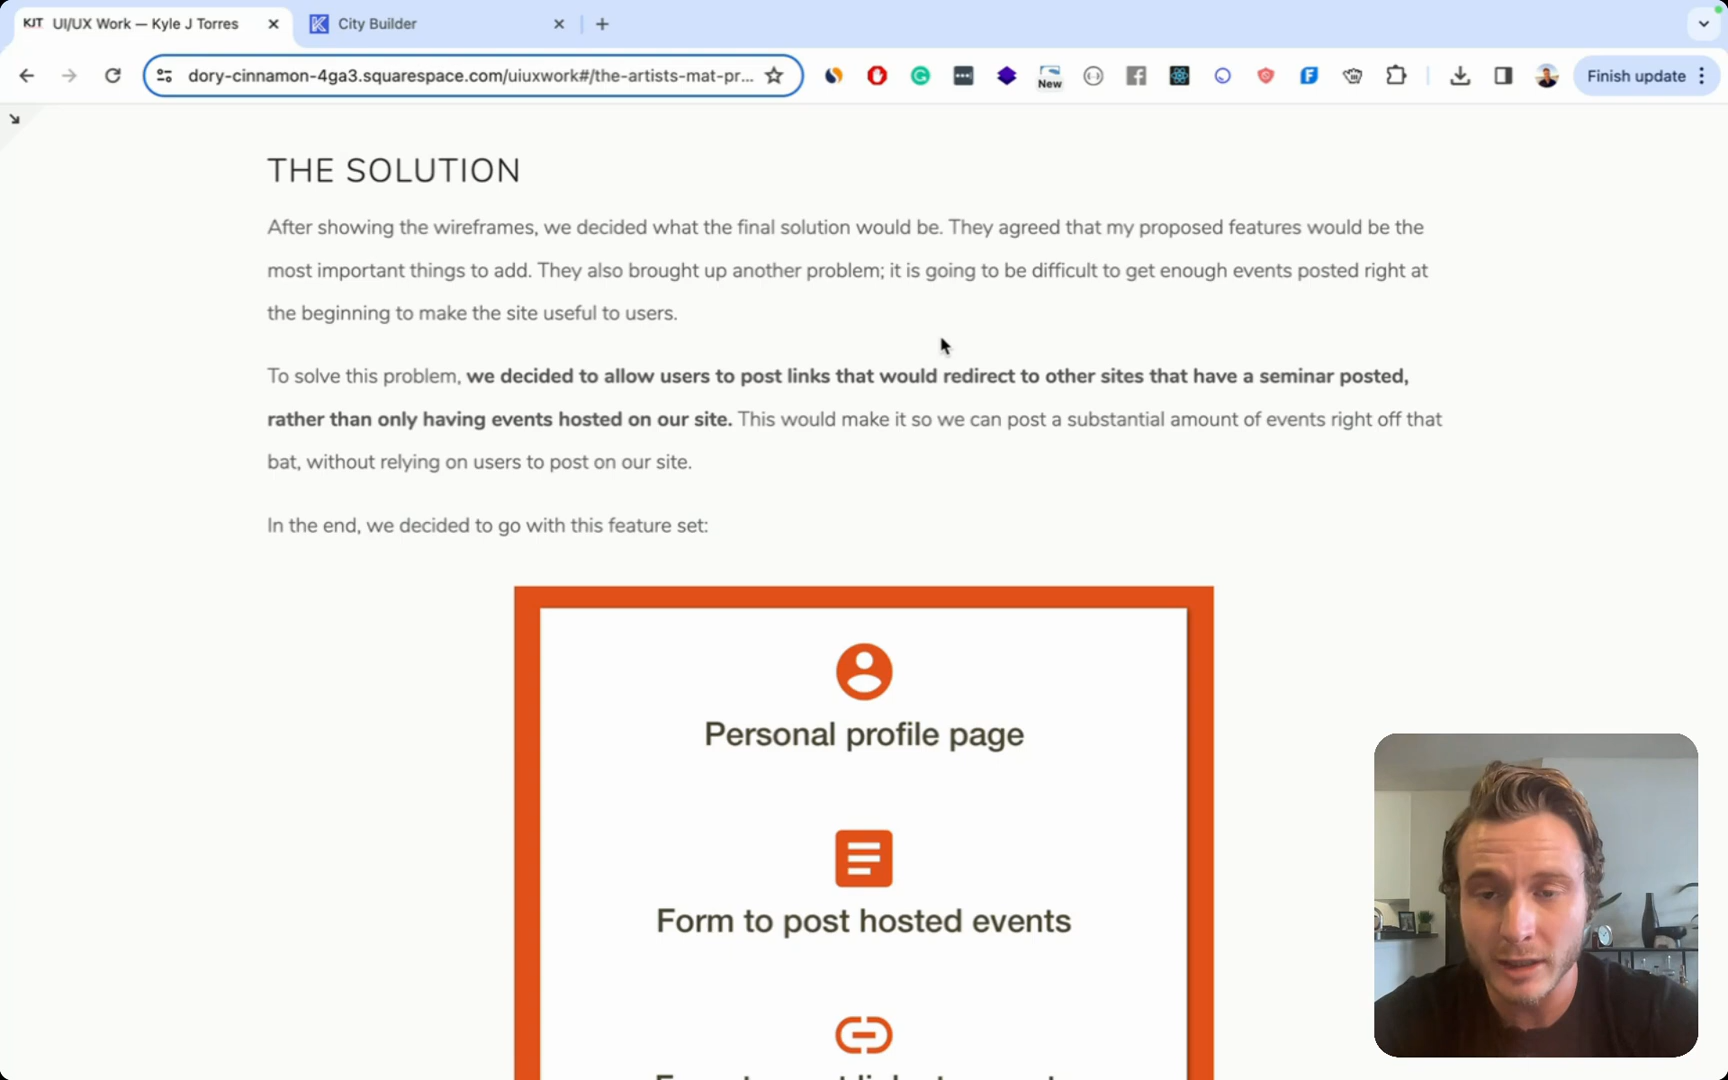 KJT UI/UX Work — Kyle J Torres
City Builder
dory-cinnamon-4ga3.squarespace.com/uiuxwork#/the-artists-mat-pr...
New
Finish update
THE SOLUTION
After showing the wireframes, we decided what the final solution would be. They agreed that my proposed features would be the
most important things to add. They also brought up another problem; it is going to be difficult to get enough events posted right at
the beginning to make the site useful to users.
To solve this problem, we decided to allow users to post links that would redirect to other sites that have a seminar posted,
rather than only having events hosted on our site. This would make it so we can post a substantial amount of events right off that
bat, without relying on users to post on our site.
In the end, we decided to go with this feature set:
Personal profile page
Form to post hosted events